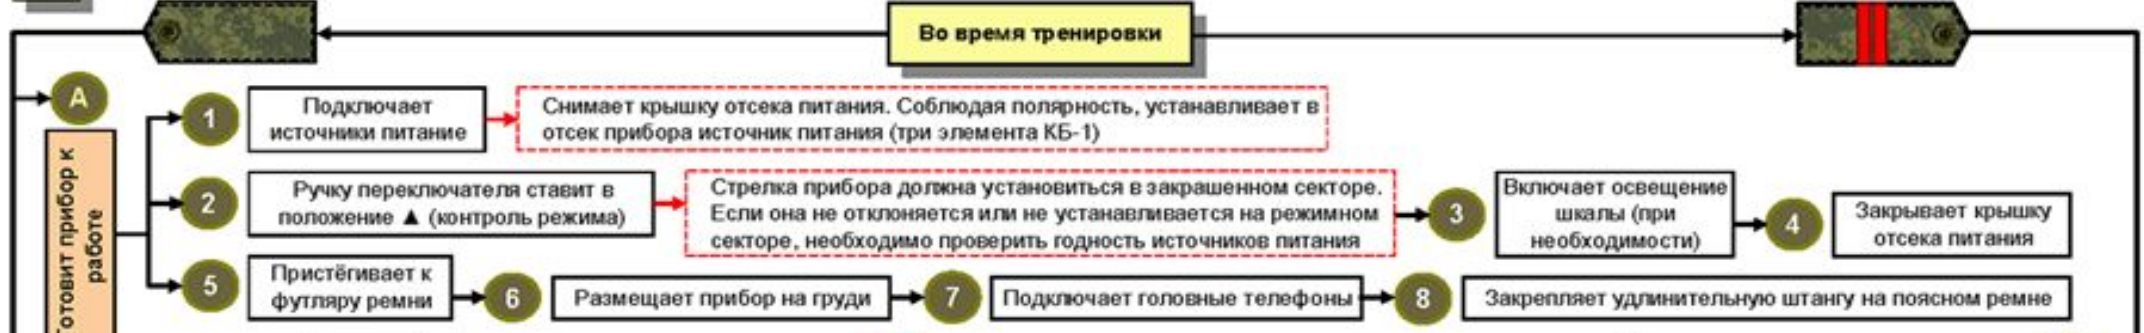 Во время тренировки
А
Готовит прибор к
работе
1
Подключает
источники питание
Снимает крышку отсека питания. Соблюдая полярность, устанавливает в
отсек прибора источник питания (три элемента КБ-1)
2
Ручку переключателя ставит в
положение ▲ (контроль режима)
Стрелка прибора должна установиться в закрашенном секторе.
Если она не отклоняется или не устанавливается на режимном
секторе, необходимо проверить годность источников питания
3
Включает освещение
шкалы (при
необходимости)
4
Закрывает крышку
отсека питания
5
Пристёгивает к
футляру ремни
6
Размещает прибор на груди
7
Подключает головные телефоны
8
Закрепляет удлинительную штангу на поясном ремне